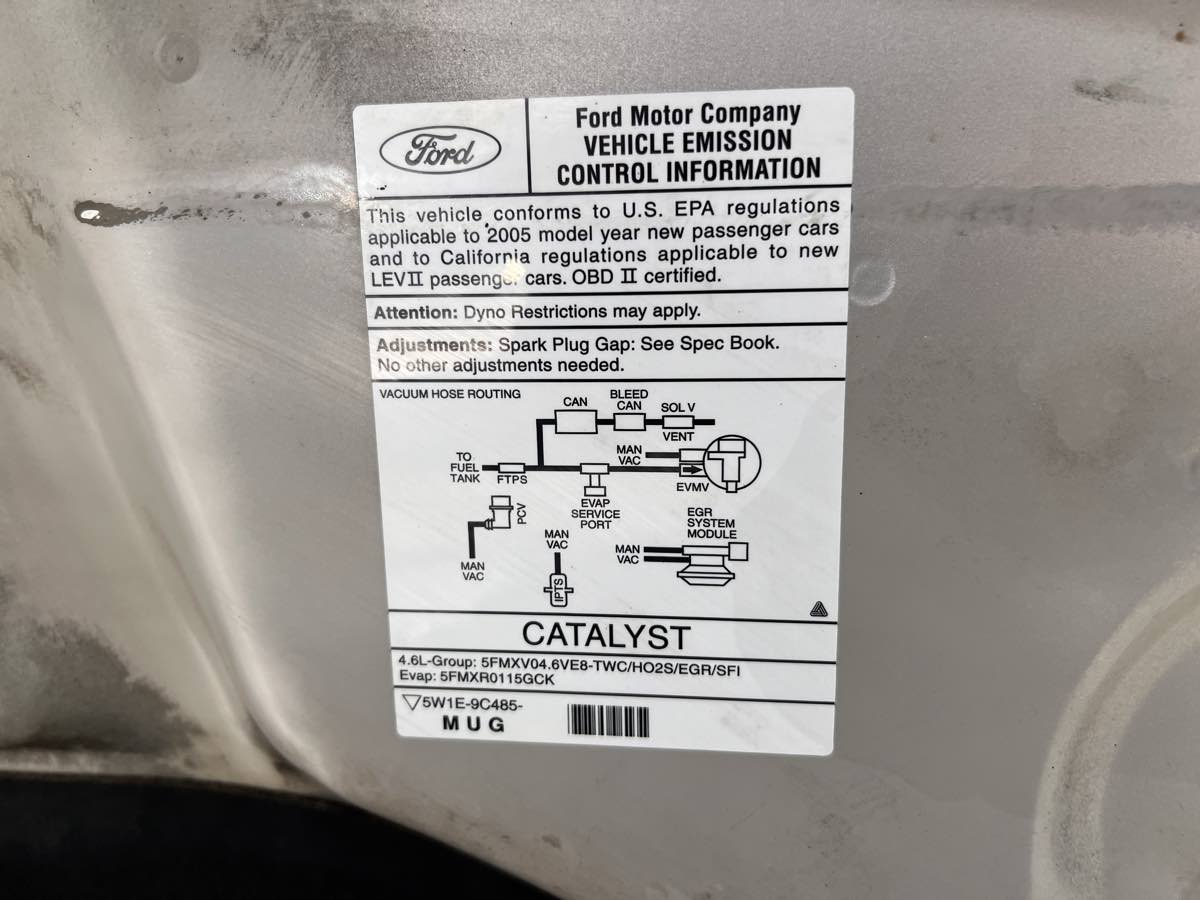 Ford
Ford Motor Company
VEHICLE EMISSION
CONTROL INFORMATION
This vehicle conforms to U.S. EPA regulations
applicable to 2005 model year new passenger cars
and to California regulations applicable to new
LEVII passenger cars. OBD II certified.
Attention: Dyno Restrictions may apply.
Adjustments: Spark Plug Gap: See Spec Book.
No other adjustments needed.
VACUUM HOSE ROUTING
CAN
BLEED
CAN
SOL V
VENT
MAN
VAC
TO
FUEL
TANK
FTPS
EVMV
EVAP
SERVICE
PORT
PCV
MAN
VAC
MAN
VAC
IPTS
EGR
SYSTEM
MODULE
MAN
VAC
CATALYST
4.6L-Group: 5FMXV04.6VE8-TWC/HO2S/EGR/SFI
Evap: 5FMXR0115GCK
5W1E-9C485-
MUG